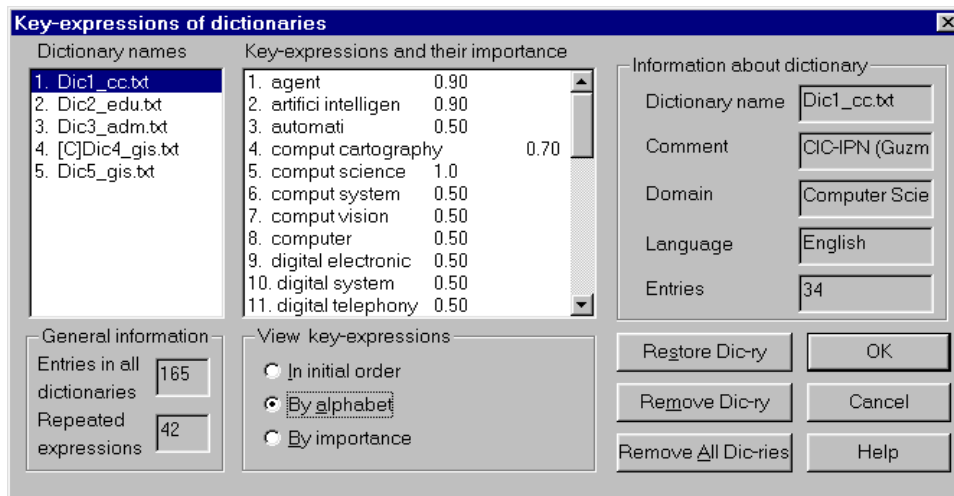 Key-expressions of dictionaries
Dictionary names
1. Dic1_cc.txt
2. Dic2_edu.txt
3. Dic3_adm.txt
4. [C]Dic4_gis.txt
5. Dic5_gis.txt
Key-expressions and their importance
1. agent 0.90
2. artifici intelligen 0.90
3. automati 0.50
4. comput cartography 0.70
5. comput science 1.0
6. comput system 0.50
7. comput vision 0.50
8. computer 0.50
9. digital electronic 0.50
10. digital system 0.50
11. digital telephony 0.50
Information about dictionary
Dictionary name Dic1_cc.txt
Comment CIC-IPN (Guzm
Domain Computer Scie
Language English
Entries 34
General information
Entries in all
dictionaries 165
Repeated
expressions 42
View key-expressions
In initial order
By alphabet
By importance
Restore Dic-ry
OK
Remove Dic-ry
Cancel
Remove All Dic-ries
Help